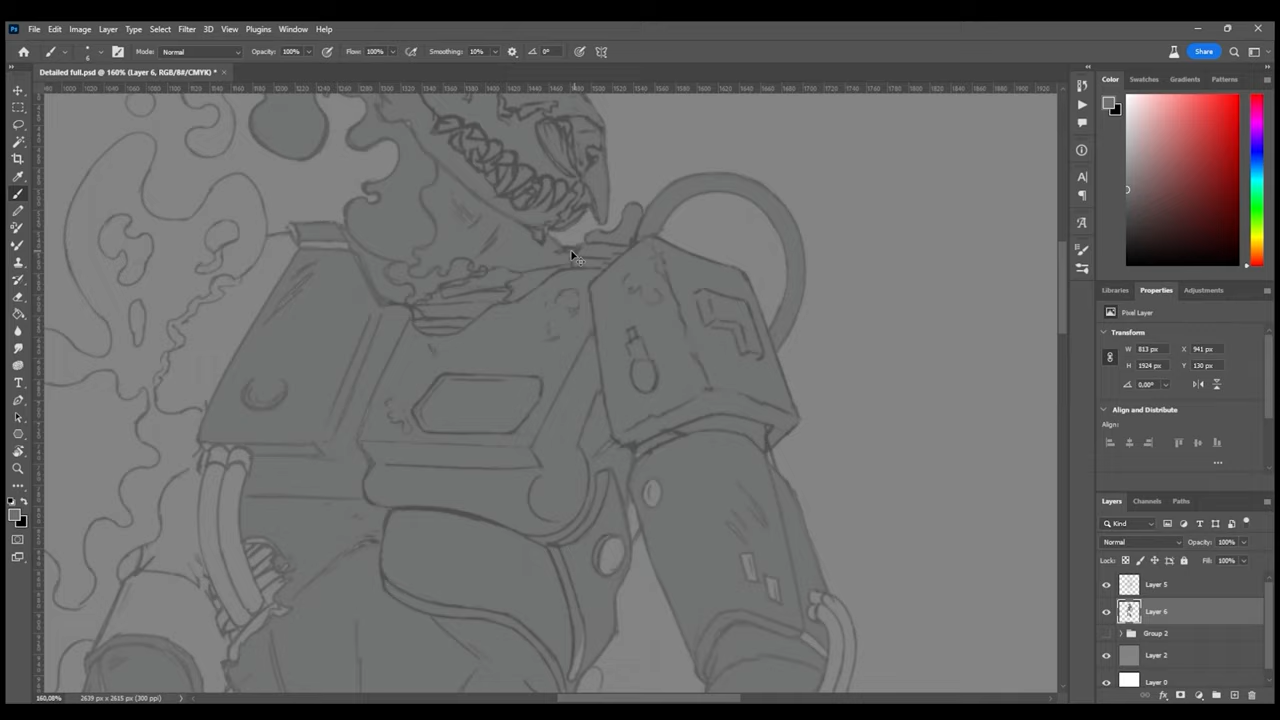 File Edit Image Layer Type Select Filter 3D View Plugins Window Help
6 Mode: Normal Opacity: 100% Flow: 100% Smoothing: 10% 0° Share
Detailed full.psd @ 160% (Layer 6, RGB/8#/CMYK) *
Color Swatches Gradients Patterns
Libraries Properties Adjustments
Pixel Layer
Transform
W 813 px X 941 px
H 1924 px Y 130 px
0,00°
Align and Distribute
Align:
Layers Channels Paths
Kind
Normal Opacity: 100%
Lock: Fill: 100%
Layer 5
Layer 6
Group 2
Layer 2
Layer 0
160,08% 2639 px x 2615 px (300 ppi)